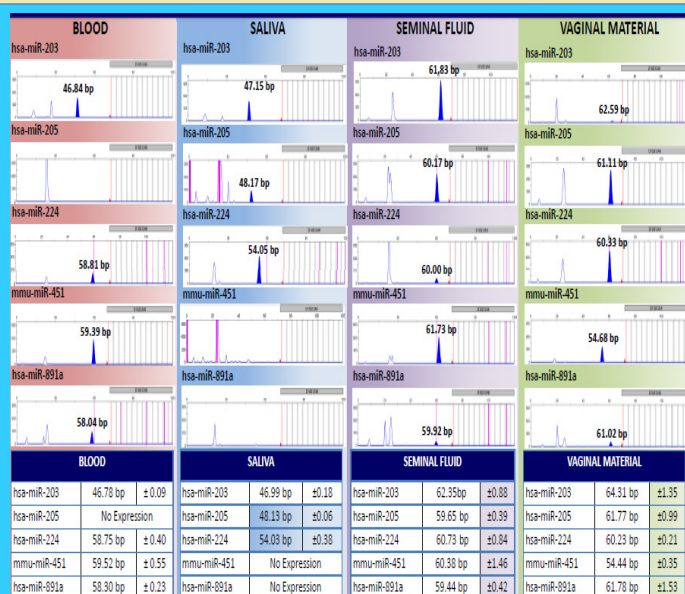 BLOOD
hsa-miR-203
46.84 bp
hsa-miR-205
hsa-miR-224
58.81 bp
mmu-miR-451
59.39 bp
hsa-miR-891a
58.04 bp
SALIVA
hsa-miR-203
47.15 bp
hsa-miR-205
48.17 bp
hsa-miR-224
54.05 bp
mmu-miR-451
hsa-miR-891a
SEMINAL FLUID
hsa-miR-203
61.83 bp
hsa-miR-205
60.17 bp
hsa-miR-224
60.00 bp
mmu-miR-451
61.73 bp
hsa-miR-891a
59.92 bp
VAGINAL MATERIAL
hsa-miR-203
62.59 bp
hsa-miR-205
61.11 bp
hsa-miR-224
60.33 bp
mmu-miR-451
54.68 bp
hsa-miR-891a
61.02 bp
BLOOD
hsa-miR-203 46.78 bp ± 0.09
hsa-miR-205 No Expression
hsa-miR-224 58.75 bp ± 0.40
mmu-miR-451 59.52 bp ± 0.55
hsa-miR-891a 58.30 bp ± 0.23
SALIVA
hsa-miR-203 46.99 bp ±0.18
hsa-miR-205 48.13 bp ±0.06
hsa-miR-224 54.03 bp ±0.38
mmu-miR-451 No Expression
hsa-miR-891a No Expression
SEMINAL FLUID
hsa-miR-203 62.35bp ±0.88
hsa-miR-205 59.65 bp ±0.39
hsa-miR-224 60.73 bp ±0.84
mmu-miR-451 60.38 bp ±1.46
hsa-miR-891a 59.44 bp ±0.42
VAGINAL MATERIAL
hsa-miR-203 64.31 bp ±1.35
hsa-miR-205 61.77 bp ±0.99
hsa-miR-224 60.23 bp ±0.21
mmu-miR-451 54.44 bp ±0.35
hsa-miR-891a 61.78 bp ±1.53